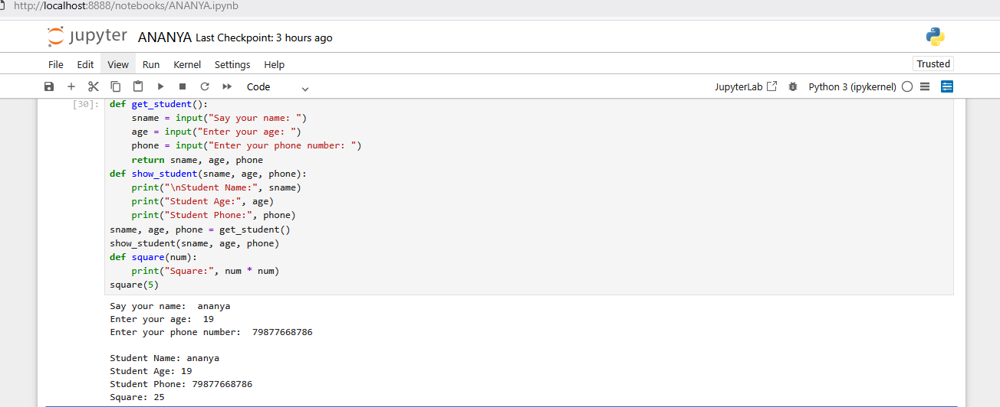 http://localhost:8888/notebooks/ANANYA.ipynb
jupyter ANANYA Last Checkpoint: 3 hours ago
File Edit View Run Kernel Settings Help
Trusted
Code
JupyterLab Python 3 (ipykernel)
[30]: def get_student():
    sname = input("Say your name: ")
    age = input("Enter your age: ")
    phone = input("Enter your phone number: ")
    return sname, age, phone
def show_student(sname, age, phone):
    print("\nStudent Name:", sname)
    print("Student Age:", age)
    print("Student Phone:", phone)
sname, age, phone = get_student()
show_student(sname, age, phone)
def square(num):
    print("Square:", num * num)
square(5)
Say your name:  ananya
Enter your age:  19
Enter your phone number:  79877668786
Student Name: ananya
Student Age: 19
Student Phone: 79877668786
Square: 25